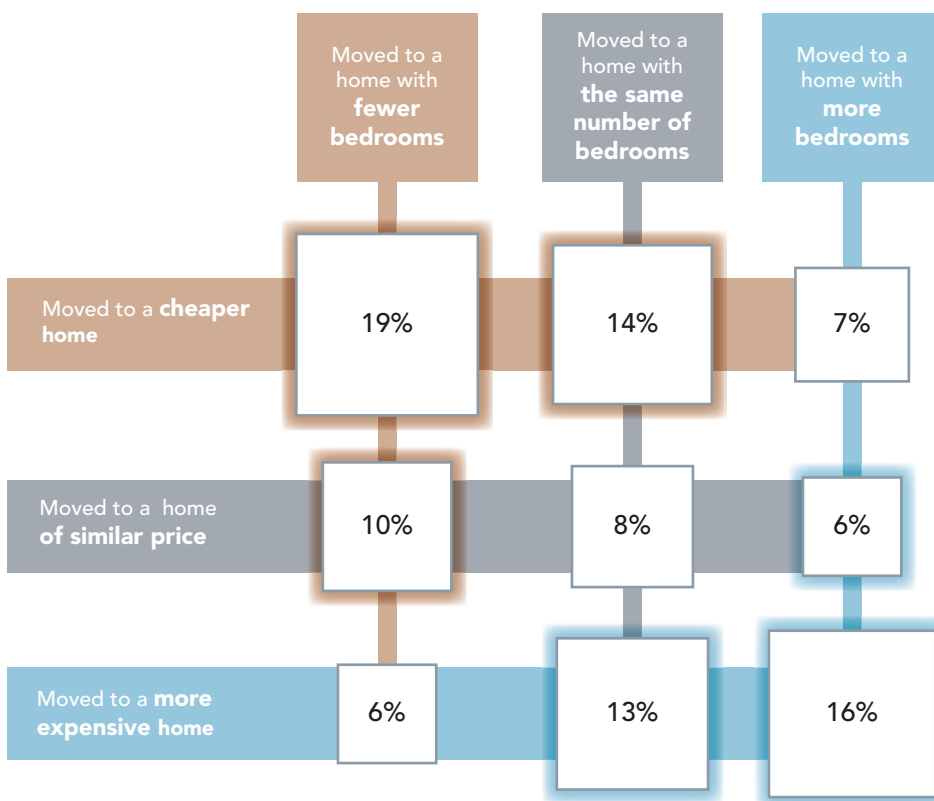 Moved to a
home with
fewer
bedrooms
Moved to a
home with
the same
number of
bedrooms
Moved to a
home with
more
bedrooms
Moved to a cheaper
home
19%
14%
7%
Moved to a home
of similar price
10%
8%
6%
Moved to a more
expensive home
6%
13%
16%